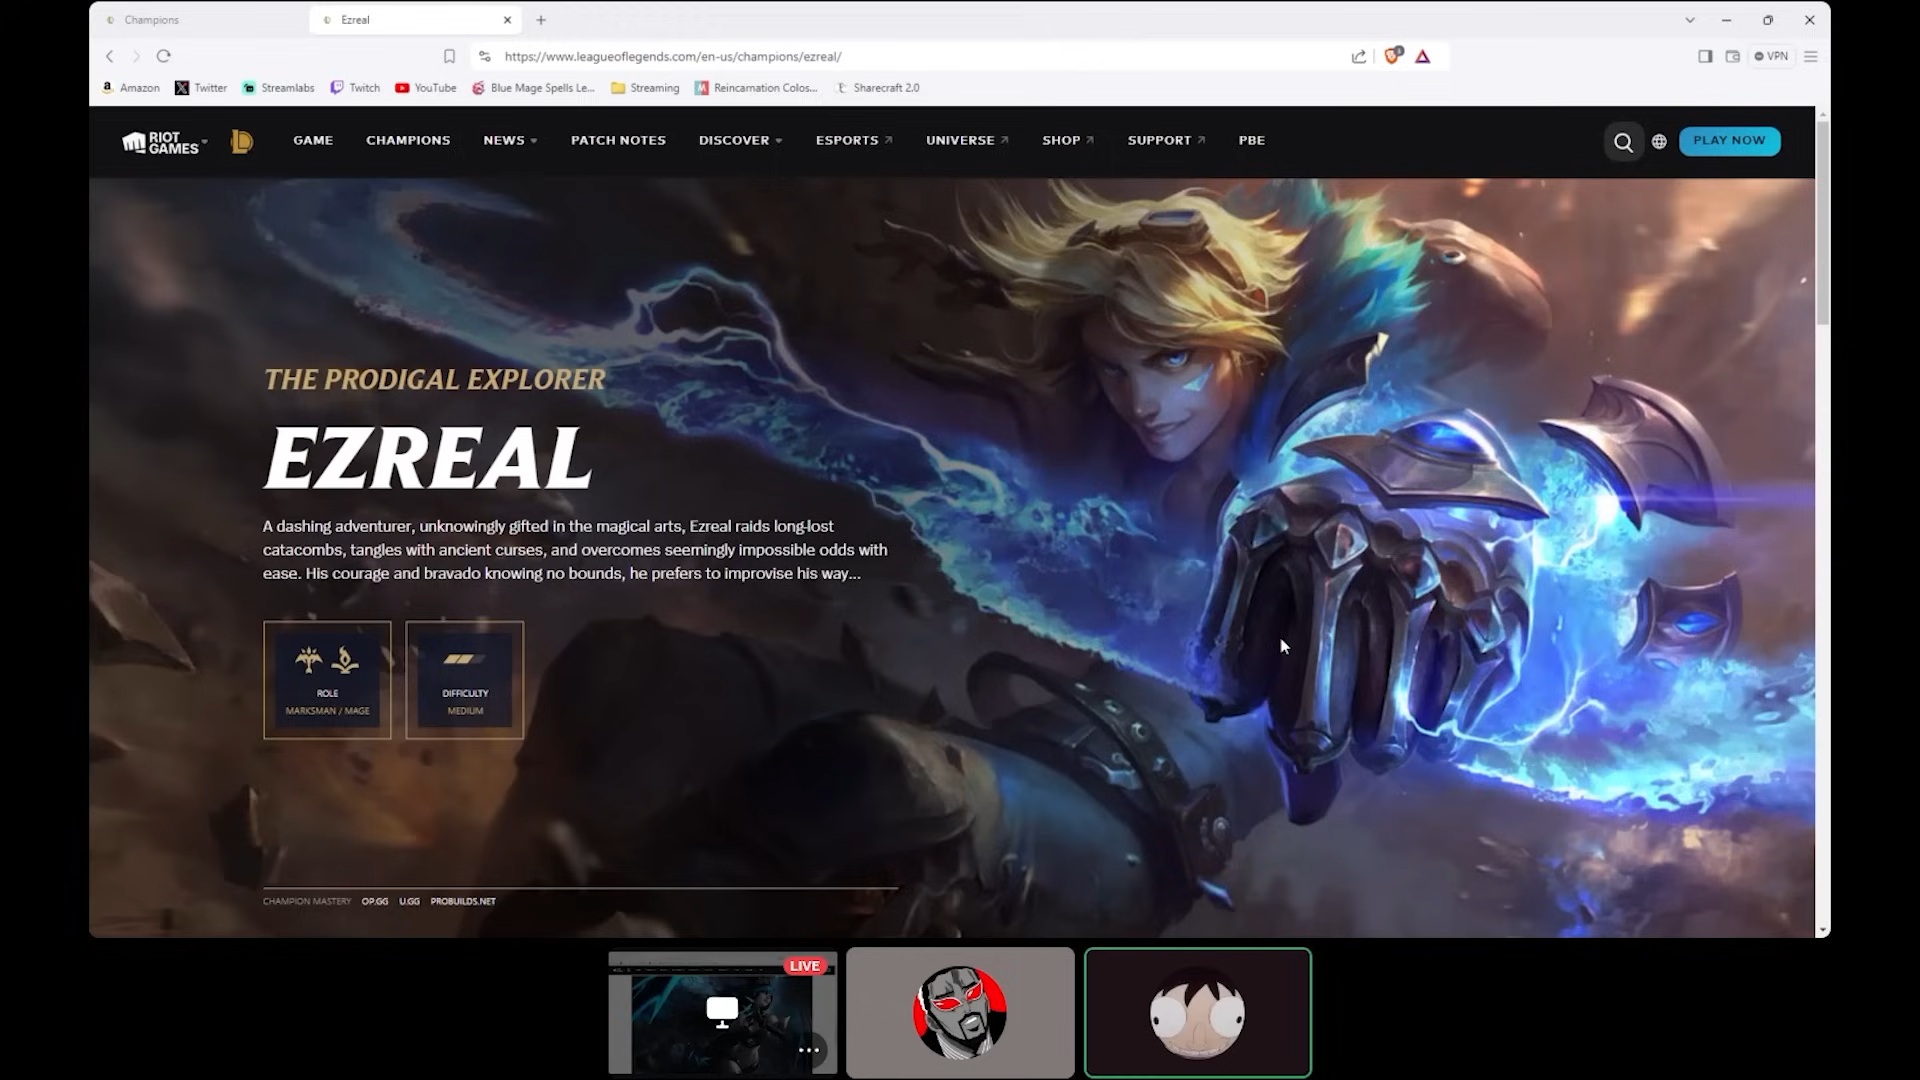 Champions
Ezreal
https://www.leagueoflegends.com/en-us/champions/ezreal/
VPN
Amazon
Twitter
Streamlabs
Twitch
YouTube
Blue Mage Spells Le...
Streaming
Reincarnation Colos...
Sharecraft 2.0
RIOT
GAMES
GAME
CHAMPIONS
NEWS
PATCH NOTES
DISCOVER
ESPORTS
UNIVERSE
SHOP
SUPPORT
PBE
PLAY NOW
THE PRODIGAL EXPLORER
EZREAL
A dashing adventurer, unknowingly gifted in the magical arts, Ezreal raids long-lost
catacombs, tangles with ancient curses, and overcomes seemingly impossible odds with
ease. His courage and bravado knowing no bounds, he prefers to improvise his way...
ROLE
MARKSMAN / MAGE
DIFFICULTY
MEDIUM
CHAMPION MASTERY OP.GG U.GG PROBUILDS.NET
LIVE